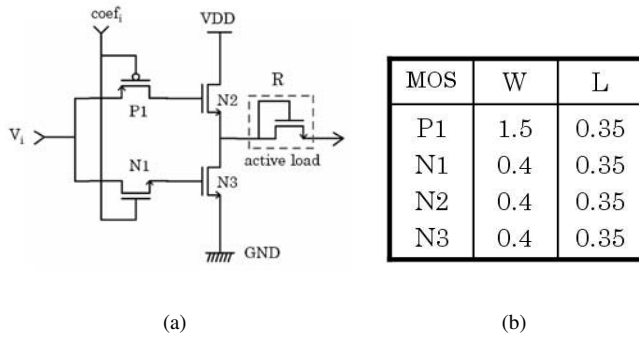 coef_i
VDD
R
P1
N2
V_i
N1
N3
active load
GND
(a)
MOS W L
P1 1.5 0.35
N1 0.4 0.35
N2 0.4 0.35
N3 0.4 0.35
(b)